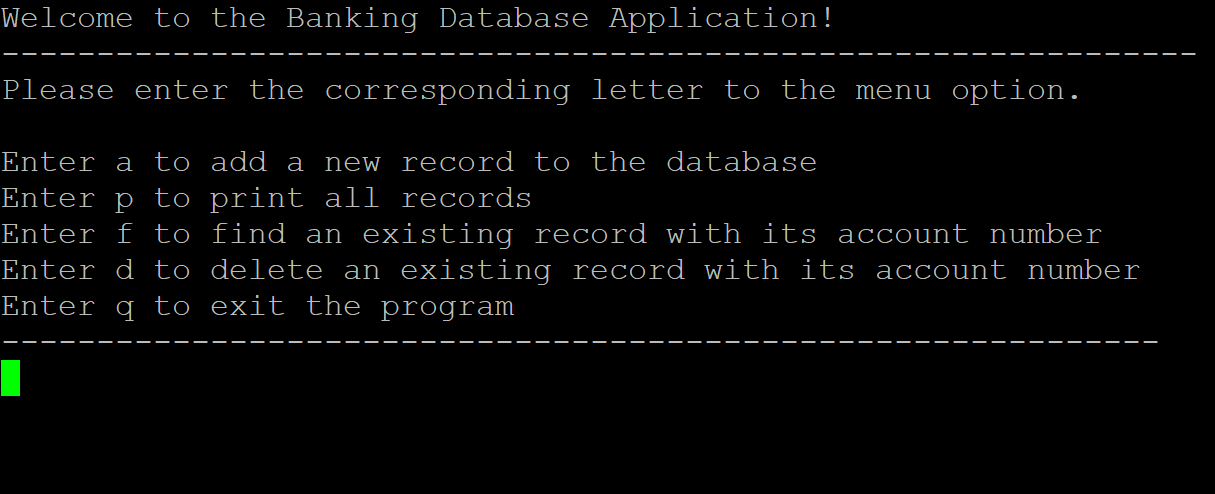 Welcome to the Banking Database Application!
---------------------------------------------------------------
Please enter the corresponding letter to the menu option.
Enter a to add a new record to the database
Enter p to print all records
Enter f to find an existing record with its account number
Enter d to delete an existing record with its account number
Enter q to exit the program
-------------------------------------------------------------